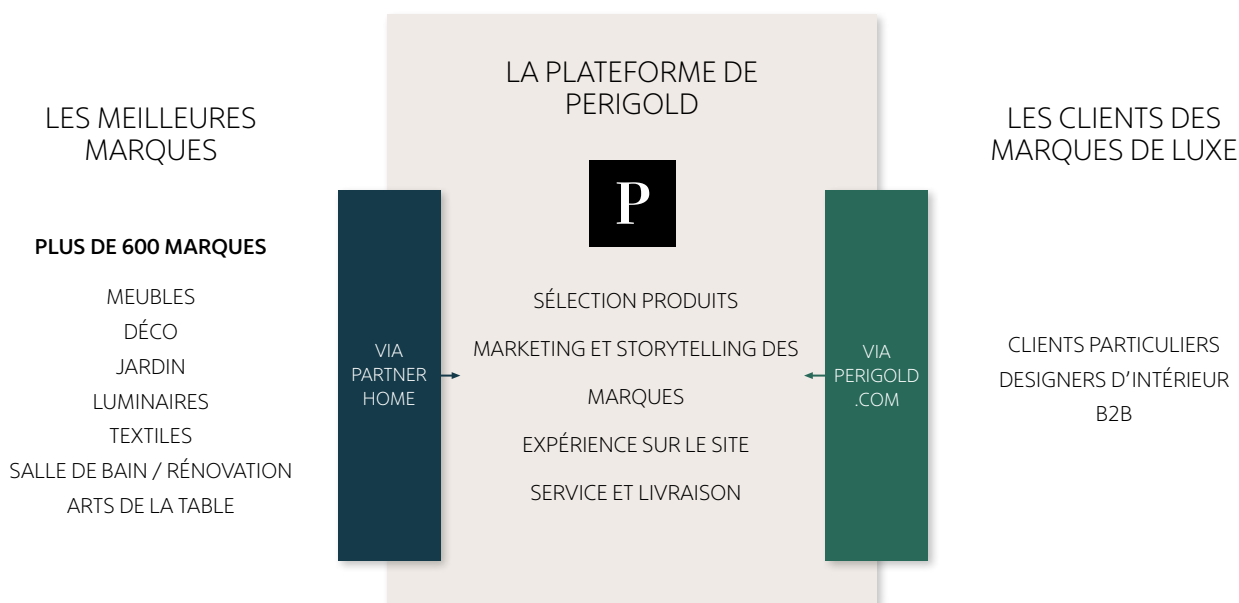 LES MEILLEURES
MARQUES
PLUS DE 600 MARQUES
MEUBLES
DÉCO
JARDIN
LUMINAIRES
TEXTILES
SALLE DE BAIN / RÉNOVATION
ARTS DE LA TABLE
VIA
PARTNER
HOME
LA PLATEFORME DE
PERIGOLD
P
SÉLECTION PRODUITS
MARKETING ET STORYTELLING DES
MARQUES
EXPÉRIENCE SUR LE SITE
SERVICE ET LIVRAISON
VIA
PERIGOLD
.COM
LES CLIENTS DES
MARQUES DE LUXE
CLIENTS PARTICULIERS
DESIGNERS D’INTÉRIEUR
B2B